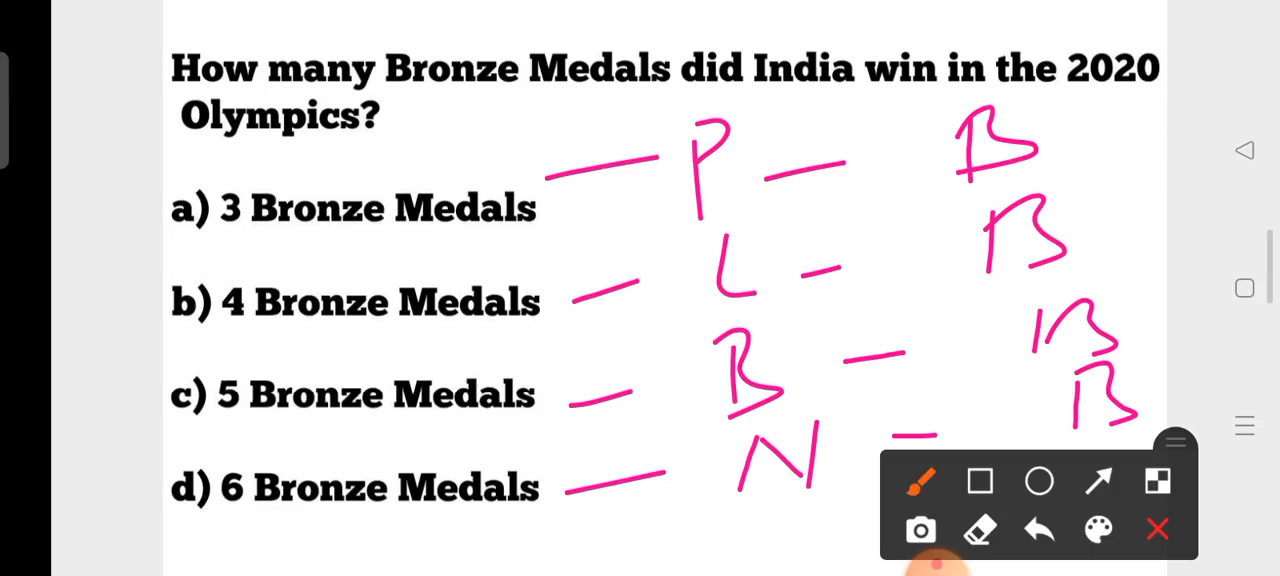 How many Bronze Medals did India win in the 2020
Olympics?
— P — B
a) 3 Bronze Medals
— L — B
b) 4 Bronze Medals
— B — B
c) 5 Bronze Medals
— N — B
d) 6 Bronze Medals